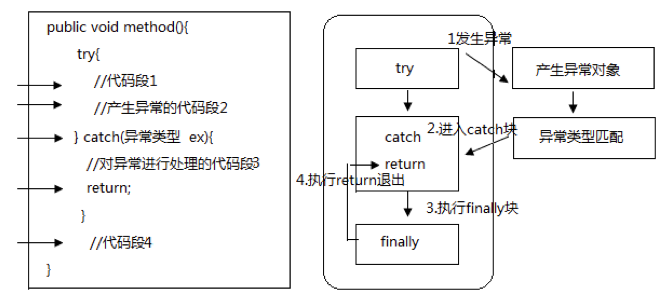 public void method(){
try{
//代码段1
//产生异常的代码段2
} catch(异常类型 ex){
//对异常进行处理的代码段3
return;
}
//代码段4
}
1发生异常
try
产生异常对象
catch
2.进入catch块
异常类型匹配
return
4.执行return退出
3.执行finally块
finally